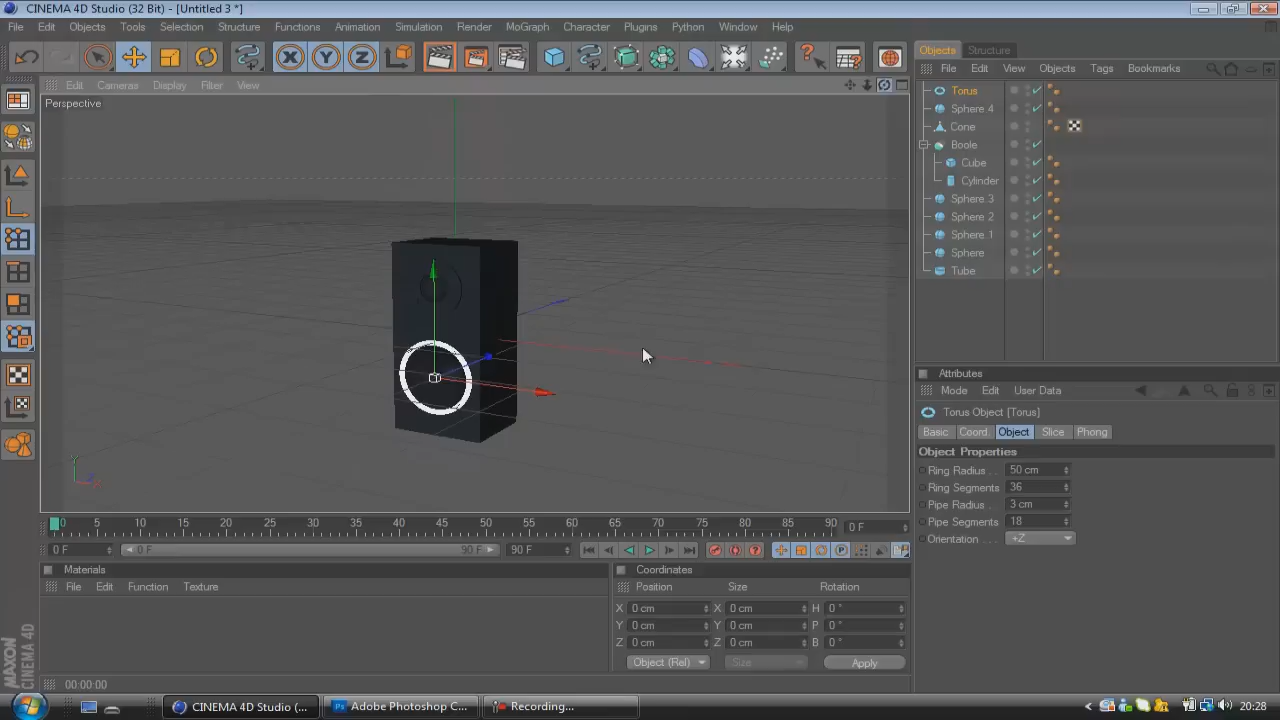 CINEMA 4D Studio (32 Bit) - [Untitled 3 *]
File Edit Objects Tools Selection Structure Functions Animation Simulation Render MoGraph Character Plugins Python Window Help
X Y Z
Edit Cameras Display Filter View
Perspective
Y
0 5 10 15 20 25 30 35 40 45 50 55 60 65 70 75 80 85 90 0 F
0 F 0 F 90 F 90 F
Materials
File Edit Function Texture
Coordinates
Position Size Rotation
X 0 cm X 0 cm H 0 °
Y 0 cm Y 0 cm P 0 °
Z 0 cm Z 0 cm B 0 °
Object (Rel) Size Apply
Objects Structure
File Edit View Objects Tags Bookmarks
Torus
Sphere.4
Cone
Boole
Cube
Cylinder
Sphere.3
Sphere.2
Sphere.1
Sphere
Tube
Attributes
Mode Edit User Data
Torus Object [Torus]
Basic Coord. Object Slice Phong
Object Properties
Ring Radius . . 50 cm
Ring Segments 36
Pipe Radius . . 3 cm
Pipe Segments 18
Orientation . . . +Z
MAXON
CINEMA 4D
00:00:00
CINEMA 4D Studio (... Adobe Photoshop C... Recording... 20:28